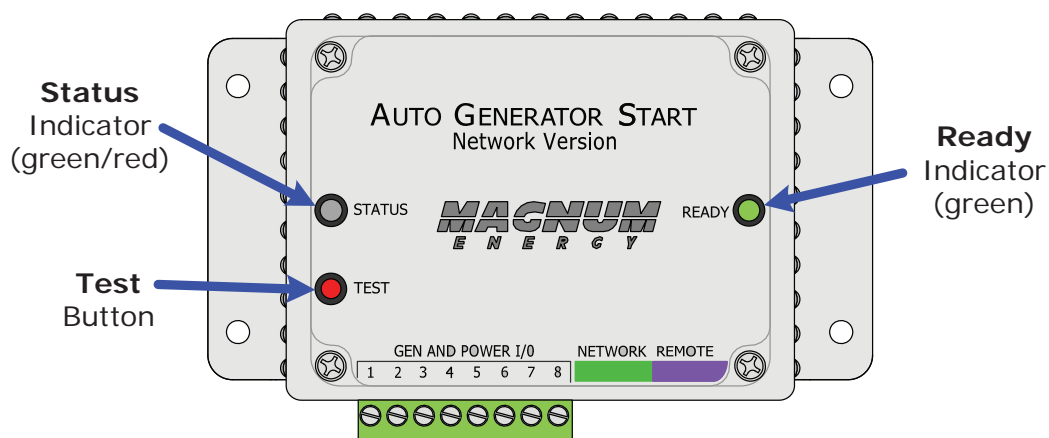 AUTO GENERATOR START
Network Version
Status
Indicator
(green/red)
STATUS
MAGNUM
ENERGY
READY
Ready
Indicator
(green)
Test
Button
TEST
GEN AND POWER I/0
NETWORK REMOTE
1 2 3 4 5 6 7 8